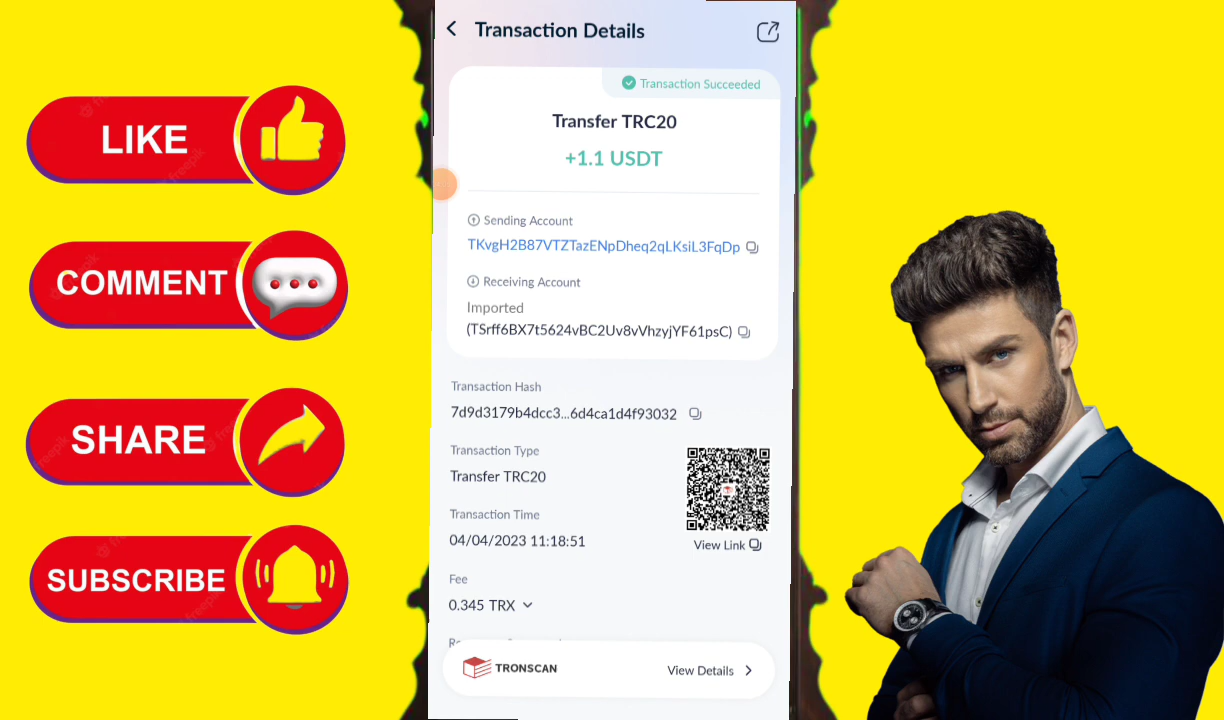 LIKE
COMMENT
SHARE
SUBSCRIBE
Transaction Details
Transaction Succeeded
Transfer TRC20
+1.1 USDT
Sending Account
TKvgH2B87VTZTazENpDheq2qLKsiL3FqDp
Receiving Account
Imported
(TSrff6BX7t5624vBC2Uv8vVhzyjYF61psC)
Transaction Hash
7d9d3179b4dcc3...6d4ca1d4f93032
Transaction Type
Transfer TRC20
Transaction Time
04/04/2023 11:18:51
View Link
Fee
0.345 TRX
TRONSCAN
View Details